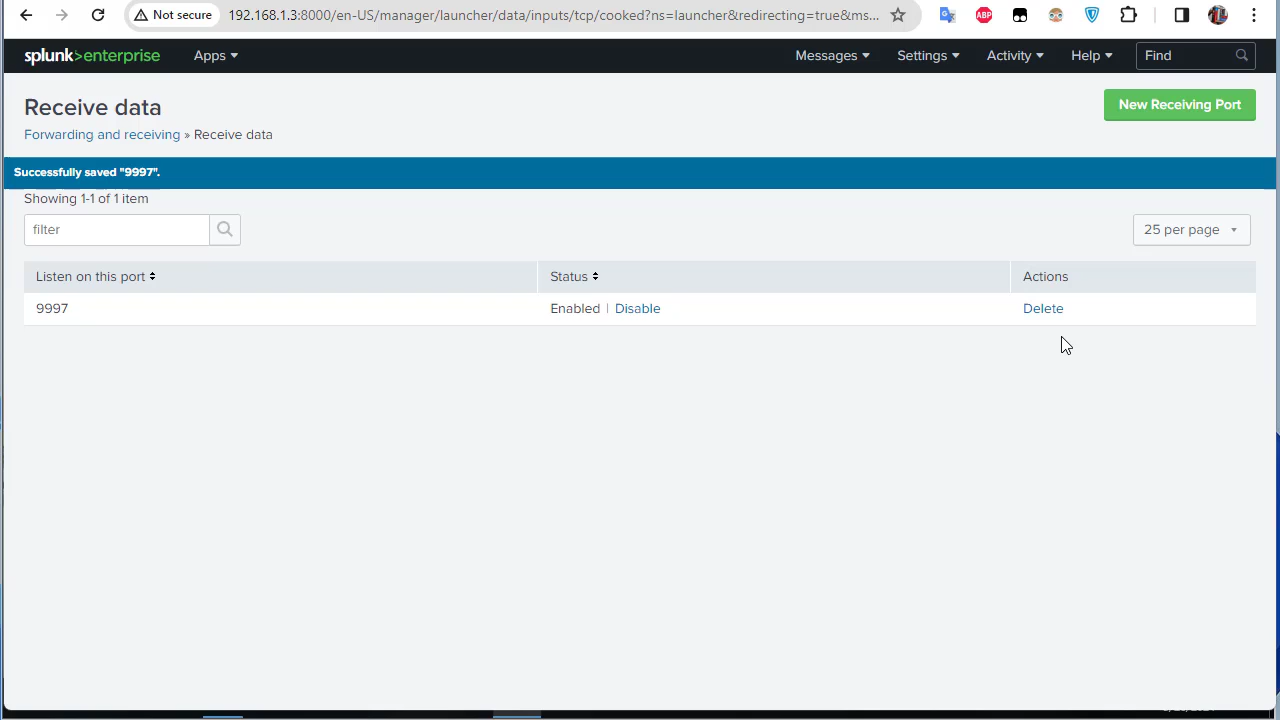 Not secure 192.168.1.3:8000/en-US/manager/launcher/data/inputs/tcp/cooked?ns=launcher&redirecting=true&ms... ABP
splunk>enterprise Apps Messages Settings Activity Help Find
Receive data New Receiving Port
Forwarding and receiving » Receive data
Successfully saved "9997".
Showing 1-1 of 1 item
filter 25 per page
Listen on this port Status Actions
9997 Enabled | Disable Delete